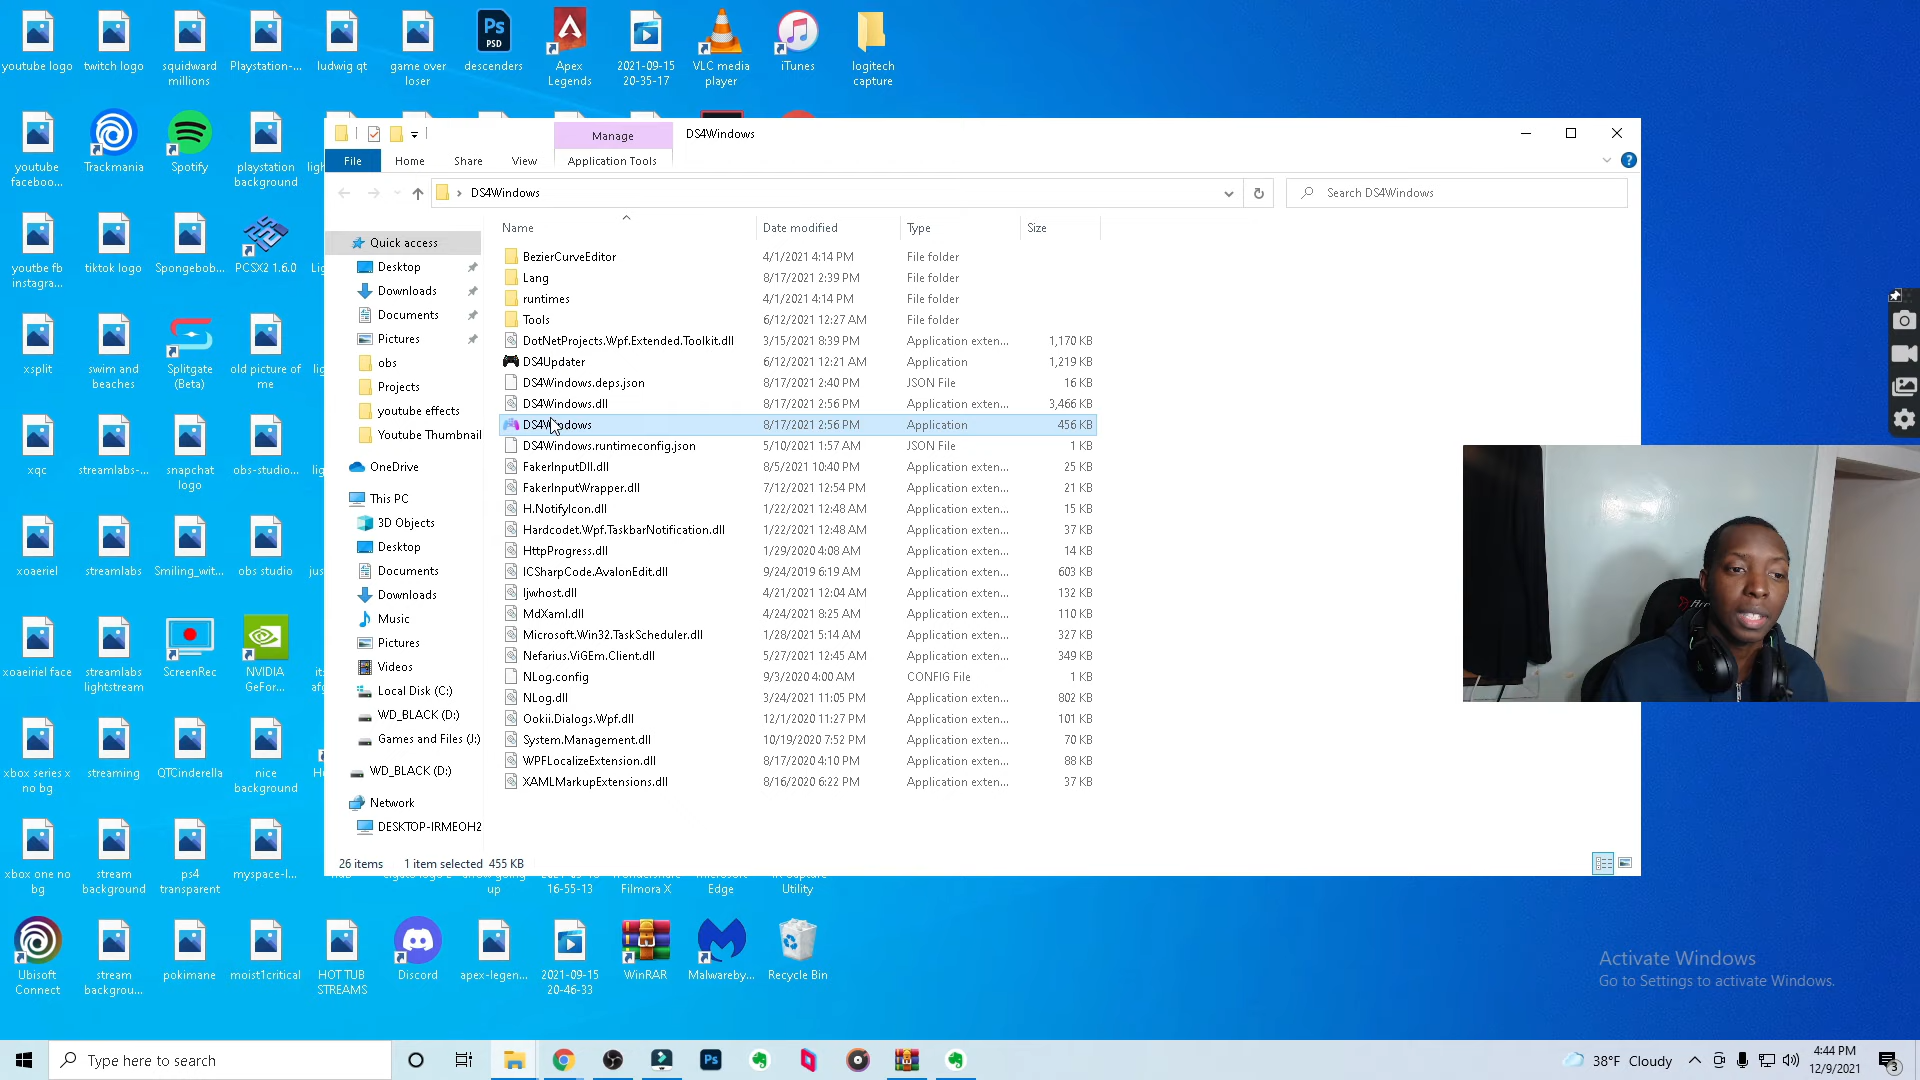 youtube logo
twitch logo
squidward
millions
Playstation-...
ludwig qt
game over
loser
Ps
PSD
descenders
Apex
Legends
2021-09-15
20-35-17
VLC media
player
iTunes
logitech
capture
youtube
faceboo...
Trackmania
Spotify
playstation
background
youtbe fb
instagra...
tiktok logo
Spongebob...
PCSX2 1.6.0
xsplit
swim and
beaches
Splitgate
(Beta)
old picture of
me
xqc
streamlabs-...
snapchat
logo
obs-studio...
xoaeriel
streamlabs
Smiling_wit...
obs studio
xoaeiriel face
streamlabs
lightstream
ScreenRec
NVIDIA
GeFor...
xbox series x
no bg
streaming
QTCinderella
nice
background
xbox one no
bg
stream
background
ps4
transparent
myspace-l...
up
16-55-13
Filmora X
Edge
Utility
Ubisoft
Connect
stream
backgrou...
pokimane
moist1critical
HOT TUB
STREAMS
Discord
apex-legen...
2021-09-15
20-46-33
WinRAR
Malwareby...
Recycle Bin
Manage
DS4Windows
File
Home
Share
View
Application Tools
DS4Windows
Search DS4Windows
Quick access
Desktop
Downloads
Documents
Pictures
obs
Projects
youtube effects
Youtube Thumbnail
OneDrive
This PC
3D Objects
Desktop
Documents
Downloads
Music
Pictures
Videos
Local Disk (C:)
WD_BLACK (D:)
Games and Files (J:)
WD_BLACK (D:)
Network
DESKTOP-IRMEOH2
Name Date modified Type Size
BezierCurveEditor 4/1/2021 4:14 PM File folder
Lang 8/17/2021 2:39 PM File folder
runtimes 4/1/2021 4:14 PM File folder
Tools 6/12/2021 12:27 AM File folder
DotNetProjects.Wpf.Extended.Toolkit.dll 3/15/2021 8:39 PM Application exten... 1,170 KB
DS4Updater 6/12/2021 12:21 AM Application 1,219 KB
DS4Windows.deps.json 8/17/2021 2:40 PM JSON File 16 KB
DS4Windows.dll 8/17/2021 2:56 PM Application exten... 3,466 KB
DS4Windows 8/17/2021 2:56 PM Application 456 KB
DS4Windows.runtimeconfig.json 5/10/2021 1:57 AM JSON File 1 KB
FakerInputDll.dll 8/5/2021 10:40 PM Application exten... 25 KB
FakerInputWrapper.dll 7/12/2021 12:54 PM Application exten... 21 KB
H.NotifyIcon.dll 1/22/2021 12:48 AM Application exten... 15 KB
Hardcodet.Wpf.TaskbarNotification.dll 1/22/2021 12:48 AM Application exten... 37 KB
HttpProgress.dll 1/29/2020 4:08 AM Application exten... 14 KB
ICSharpCode.AvalonEdit.dll 9/24/2019 6:19 AM Application exten... 603 KB
Ijwhost.dll 4/21/2021 12:04 AM Application exten... 132 KB
MdXaml.dll 4/24/2021 8:25 AM Application exten... 110 KB
Microsoft.Win32.TaskScheduler.dll 1/28/2021 5:14 AM Application exten... 327 KB
Nefarius.ViGEm.Client.dll 5/27/2021 12:45 AM Application exten... 349 KB
NLog.config 9/3/2020 4:00 AM CONFIG File 1 KB
NLog.dll 3/24/2021 11:05 PM Application exten... 802 KB
Ookii.Dialogs.Wpf.dll 12/1/2020 11:27 PM Application exten... 101 KB
System.Management.dll 10/19/2020 7:52 PM Application exten... 70 KB
WPFLocalizeExtension.dll 8/17/2020 4:10 PM Application exten... 88 KB
XAMLMarkupExtensions.dll 8/16/2020 6:22 PM Application exten... 37 KB
26 items 1 item selected 455 KB
Activate Windows
Go to Settings to activate Windows.
Type here to search
Ps
38°F Cloudy
4:44 PM
12/9/2021
3